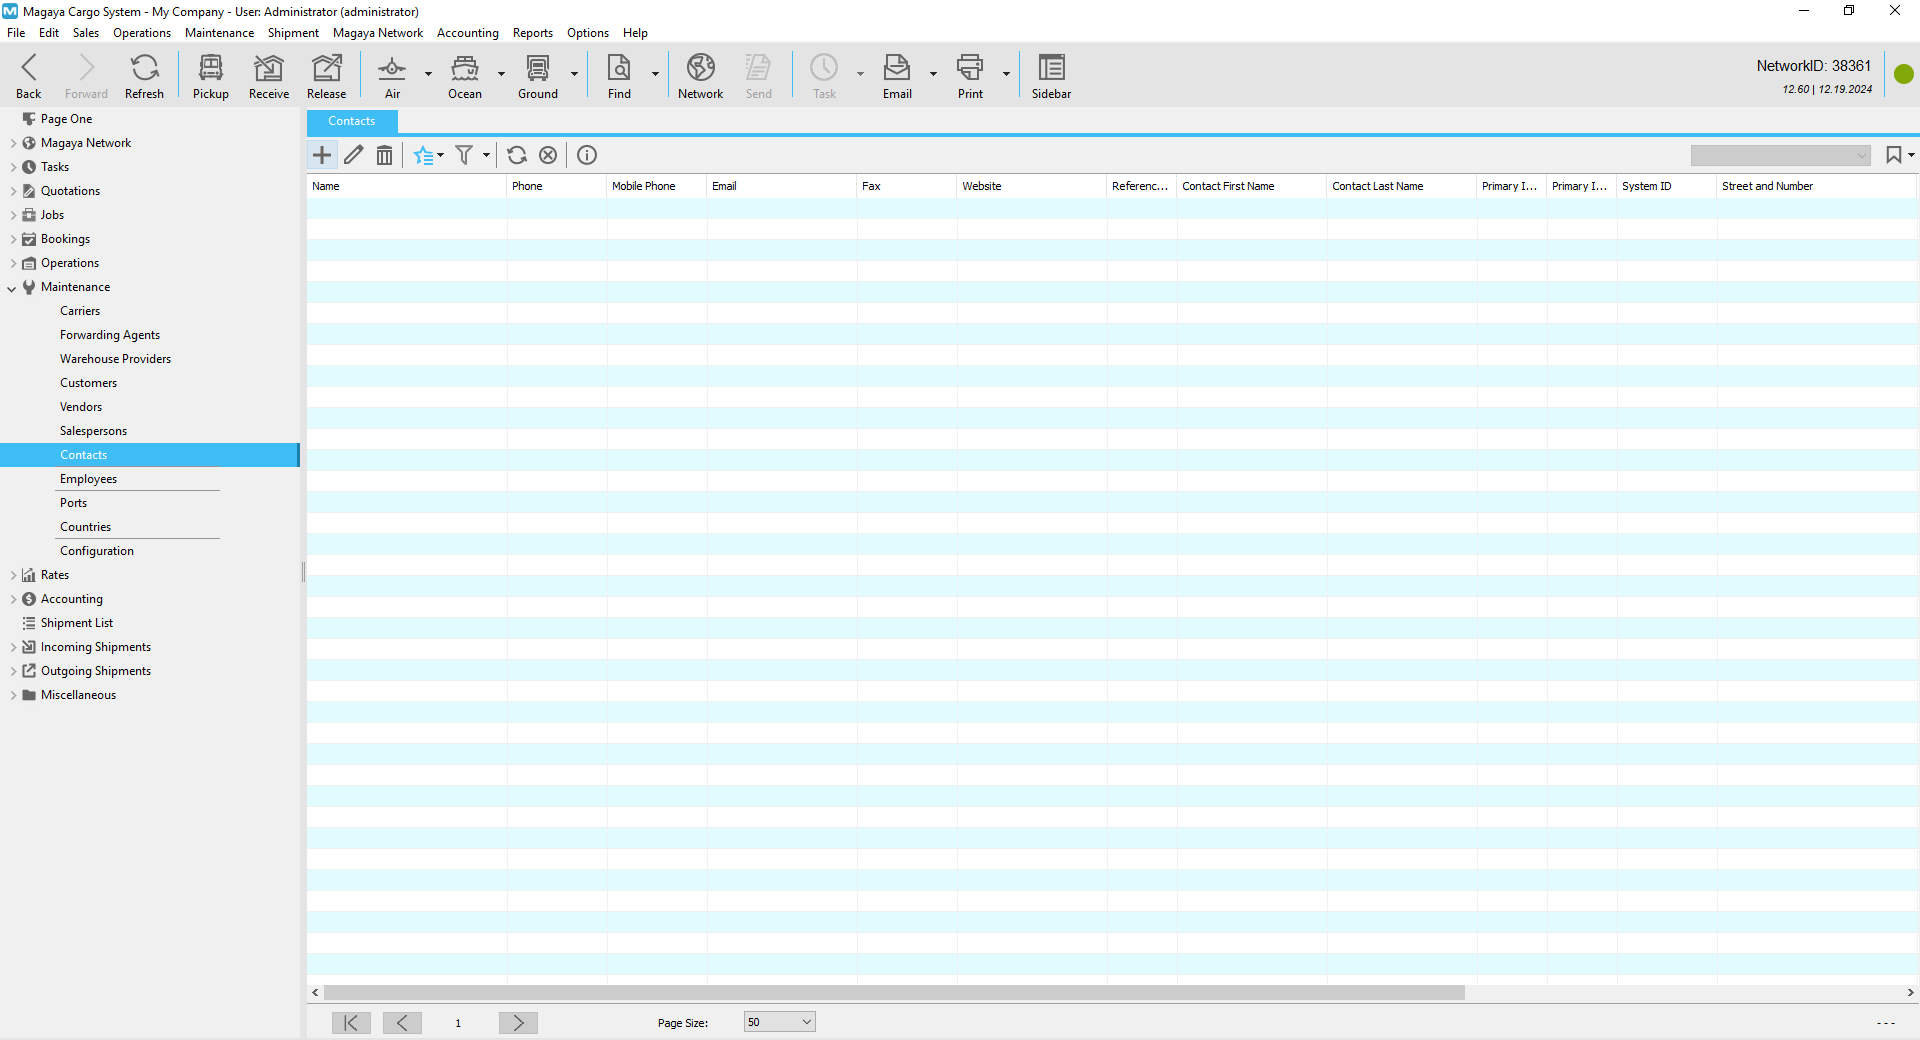 Magaya Cargo System - My Company - User: Administrator (administrator)
File Edit Sales Operations Maintenance Shipment Magaya Network Accounting Reports Options Help
Back Forward Refresh Pickup Receive Release Air Ocean Ground Find Network Send Task Email Print Sidebar
NetworkID: 38361
12.60 | 12.19.2024
Page One
Magaya Network
Tasks
Quotations
Jobs
Bookings
Operations
Maintenance
Carriers
Forwarding Agents
Warehouse Providers
Customers
Vendors
Salespersons
Contacts
Employees
Ports
Countries
Configuration
Rates
Accounting
Shipment List
Incoming Shipments
Outgoing Shipments
Miscellaneous
Contacts
Name Phone Mobile Phone Email Fax Website Referenc... Contact First Name Contact Last Name Primary I... Primary I... System ID Street and Number
1 Page Size: 50 - - -